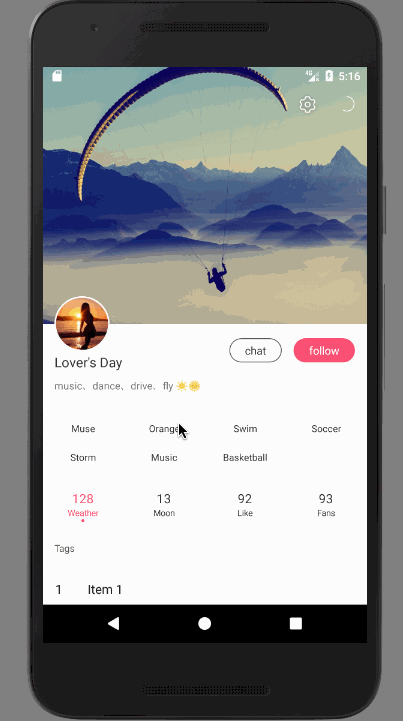 4G 5:16
Lover's Day
chat
follow
music、dance、drive、fly☀️🌞
Muse Orange Swim Soccer
Storm Music Basketball
128 13 92 93
Weather Moon Like Fans
Tags
1 Item 1